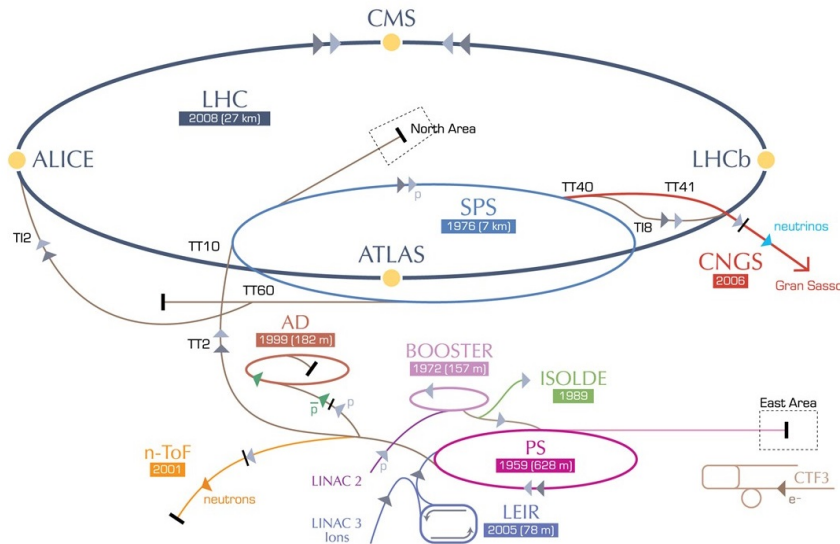 CMS
LHC
2008 (27 km)
North Area
ALICE
LHCb
TT40
TT41
p
SPS
1976 (7 km)
TI8
neutrinos
TI2
TT10
ATLAS
CNGS
2006
Gran Sasso
TT60
AD
1999 (182 m)
TT2
BOOSTER
1972 (157 m)
ISOLDE
1989
p̅
p
East Area
n-ToF
2001
PS
1959 (628 m)
p
neutrons
LINAC 2
CTF3
e-
LINAC 3
Ions
LEIR
2005 (78 m)